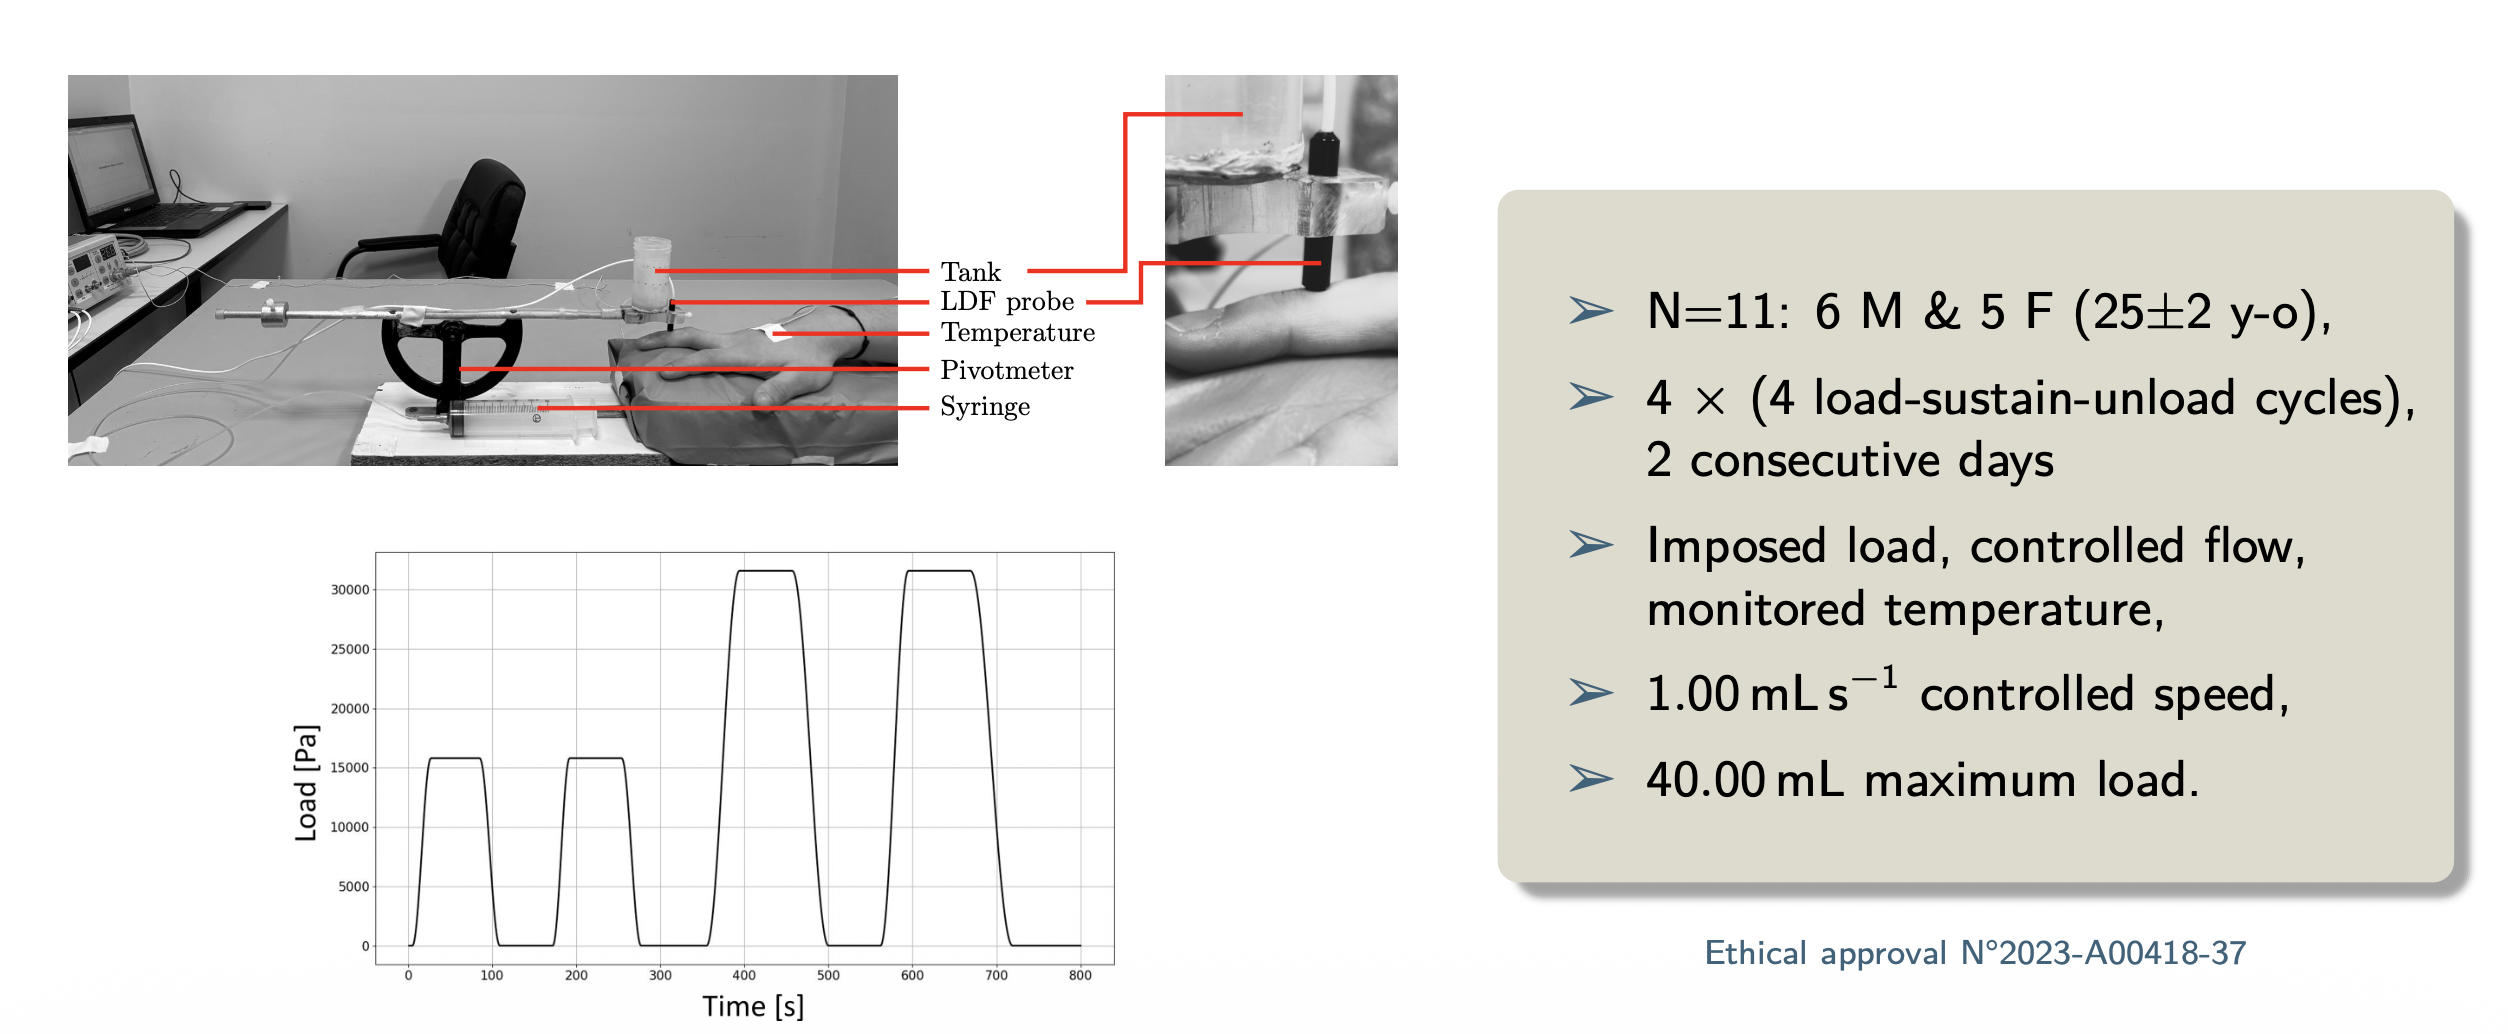 Tank
LDF probe
Temperature
Pivotmeter
Syringe
30000
25000
20000
15000
10000
5000
0
Load [Pa]
0 100 200 300 400 500 600 700 800
Time [s]
➢ N=11: 6 M & 5 F (25±2 y-o),
➢ 4 × (4 load-sustain-unload cycles),
2 consecutive days
➢ Imposed load, controlled flow,
monitored temperature,
➢ 1.00 mL s⁻¹ controlled speed,
➢ 40.00 mL maximum load.
Ethical approval N°2023-A00418-37